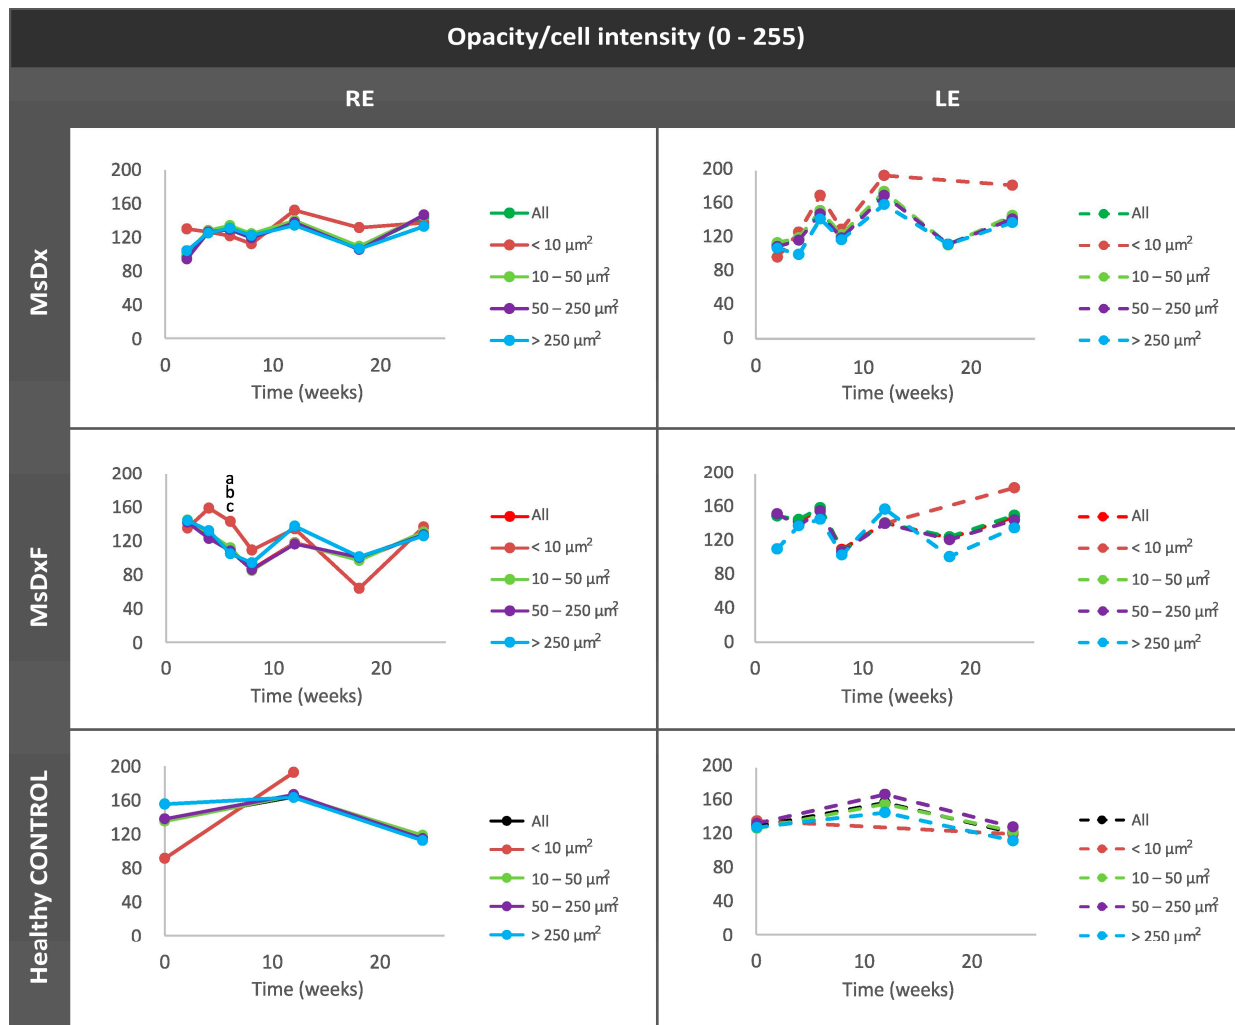 Opacity/cell intensity (0 - 255)
RE
LE
MsDx
200
160
120
80
40
0
0
10
20
Time (weeks)
All
< 10 µm²
10 – 50 µm²
50 – 250 µm²
> 250 µm²
200
160
120
80
40
0
0
10
20
Time (weeks)
All
< 10 µm²
10 – 50 µm²
50 – 250 µm²
> 250 µm²
MsDxF
200
160
120
80
40
0
a
b
c
0
10
20
Time (weeks)
All
< 10 µm²
10 – 50 µm²
50 – 250 µm²
> 250 µm²
200
160
120
80
40
0
0
10
20
Time (weeks)
All
< 10 µm²
10 – 50 µm²
50 – 250 µm²
> 250 µm²
Healthy CONTROL
200
160
120
80
40
0
0
10
20
Time (weeks)
All
< 10 µm²
10 – 50 µm²
50 – 250 µm²
> 250 µm²
200
160
120
80
40
0
0
10
20
Time (weeks)
All
< 10 µm²
10 – 50 µm²
50 – 250 µm²
> 250 µm²